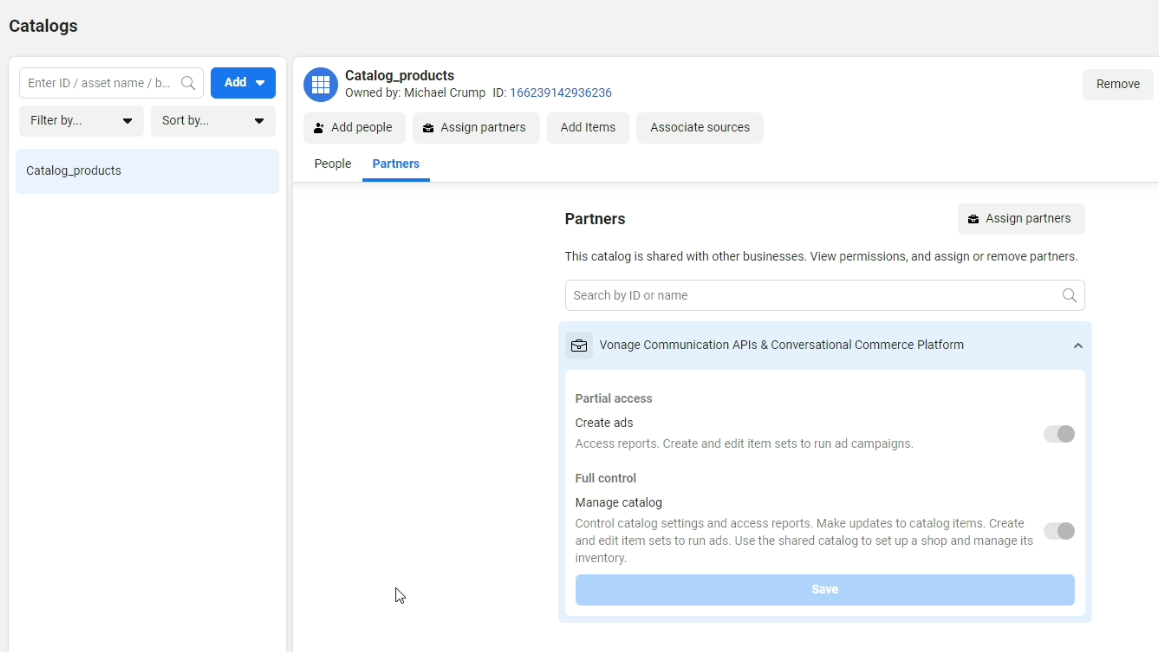 Catalogs
Enter ID / asset name / b...
Add
Filter by...
Sort by...
Catalog_products
Catalog_products
Owned by: Michael Crump ID: 166239142936236
Remove
Add people
Assign partners
Add Items
Associate sources
People
Partners
Partners
Assign partners
This catalog is shared with other businesses. View permissions, and assign or remove partners.
Search by ID or name
Vonage Communication APIs & Conversational Commerce Platform
Partial access
Create ads
Access reports. Create and edit item sets to run ad campaigns.
Full control
Manage catalog
Control catalog settings and access reports. Make updates to catalog items. Create
and edit item sets to run ads. Use the shared catalog to set up a shop and manage its
inventory.
Save